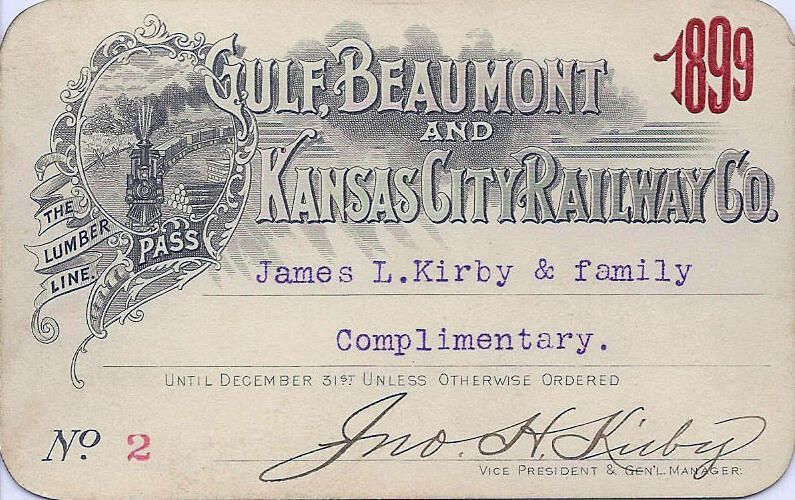 1899
GULF, BEAUMONT
AND
KANSAS CITY RAILWAY CO.
THE
LUMBER
LINE.
PASS
James L.Kirby & family
Complimentary.
UNTIL DECEMBER 31ST UNLESS OTHERWISE ORDERED
No 2
Jno. H. Kirby
VICE PRESIDENT & GEN'L. MANAGER.